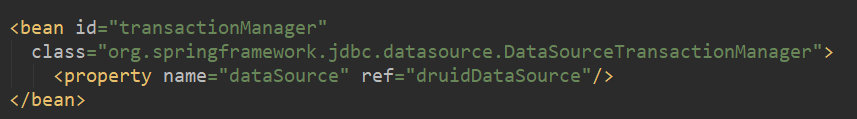 <bean id="transactionManager"
class="org.springframework.jdbc.datasource.DataSourceTransactionManager">
<property name="dataSource" ref="druidDataSource"/>
</bean>